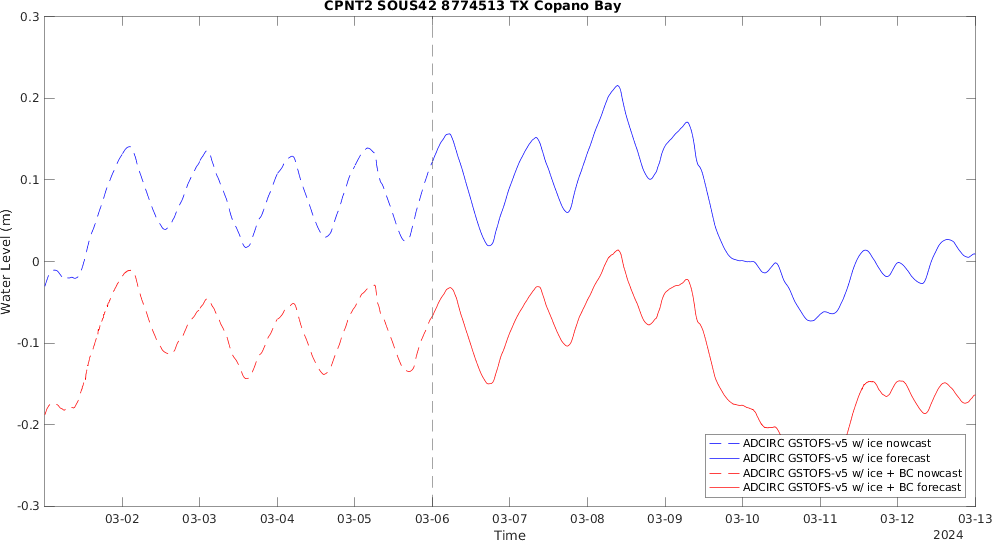 CPNT2 SOUS42 8774513 TX Copano Bay
0.3
0.2
0.1
0
-0.1
-0.2
-0.3
Water Level (m)
ADCIRC GSTOFS-v5 w/ ice nowcast
ADCIRC GSTOFS-v5 w/ ice forecast
ADCIRC GSTOFS-v5 w/ ice + BC nowcast
ADCIRC GSTOFS-v5 w/ ice + BC forecast
03-02 03-03 03-04 03-05 03-06 03-07 03-08 03-09 03-10 03-11 03-12 03-13
Time
2024